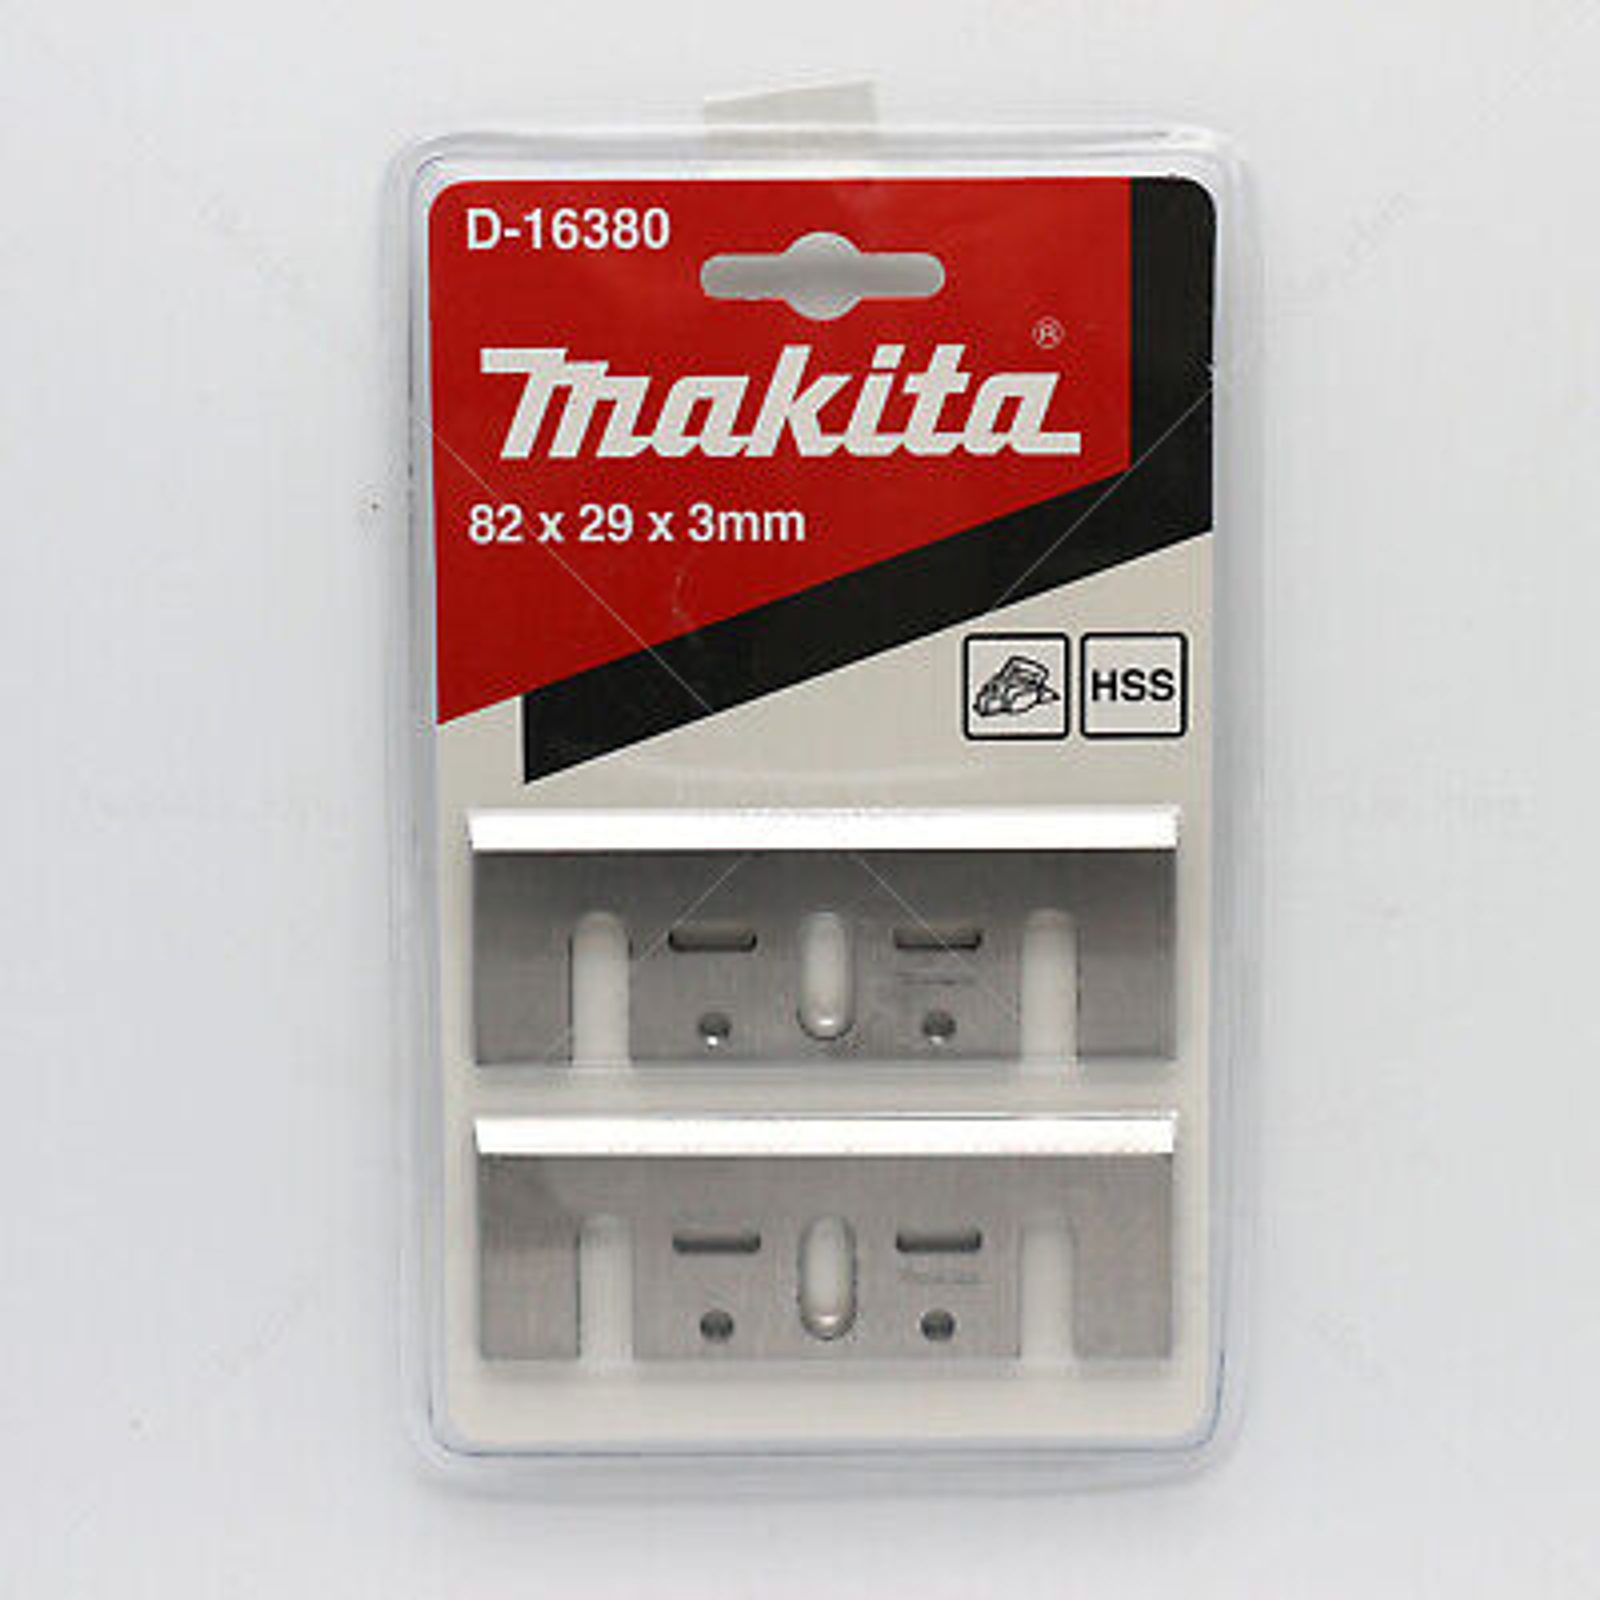 D-16380
makita®
82 x 29 x 3mm
HSS